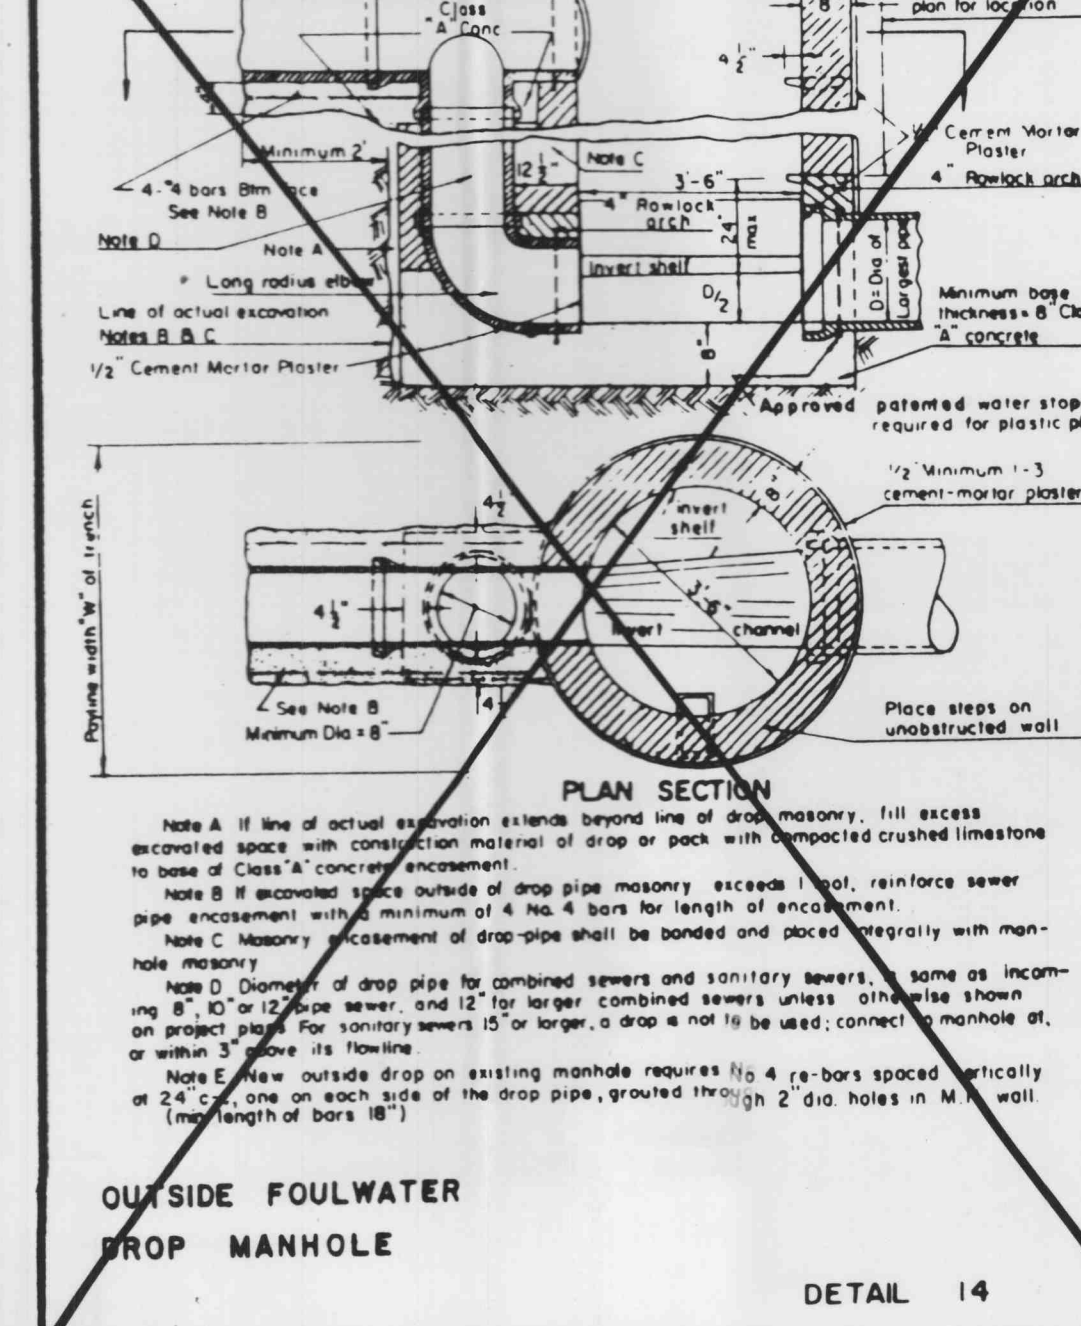 Class
"A" Conc
8"
plan for location
4 1/2"
Minimum 2'
12 1/2"
Note C
Cement Mortar
Plaster
4" Rowlock arch
3'-6"
4" Rowlock
arch
24" max
4-"4 bars Btm face
See Note B
Note D
Note A
Long radius elbow
Invert shelf
D/2
D=Dia of
Largest pipe
Line of actual excavation
Notes B & C
1/2" Cement Mortar Plaster
8"
Minimum base
thickness = 8" Cla
"A" concrete
Approved patented water stop
required for plastic pi
1/2" Minimum 1-3
cement-mortar plaster
Payline width "W" of trench
4 1/2
8"
invert
shelf
4 1/2"
3'-6"
Invert channel
4
See Note B
Minimum Dia = 8"
Place steps on
unobstructed wall
PLAN SECTION
Note A If line of actual excavation extends beyond line of drop masonry, fill excess
excavated space with construction material of drop or pack with compacted crushed limestone
to base of Class "A" concrete encasement.
Note B If excavated space outside of drop pipe masonry exceeds 1 foot, reinforce sewer
pipe encasement with a minimum of 4 No. 4 bars for length of encasement.
Note C Masonry encasement of drop-pipe shall be bonded and placed integrally with man-
hole masonry
Note D Diameter of drop pipe for combined sewers and sanitary sewers, is same as incom-
ing 8", 10" or 12" pipe sewer, and 12" for larger combined sewers unless otherwise shown
on project plans For sanitary sewers 15" or larger, a drop is not to be used; connect to manhole at,
or within 3" above its flowline.
Note E New outside drop on existing manhole requires No 4 re-bars spaced vertically
at 24" c-c, one on each side of the drop pipe, grouted through 2" dia. holes in M.H. wall.
(min length of bars 18")
OUTSIDE FOULWATER
DROP MANHOLE
DETAIL 14